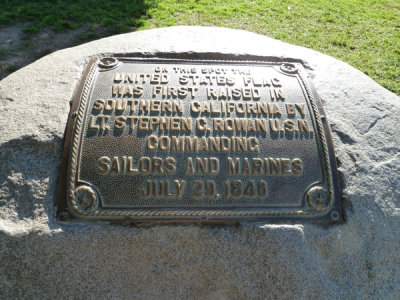 ON THIS SPOT THE
UNITED STATES FLAG
WAS FIRST RAISED IN
SOUTHERN CALIFORNIA BY
LT. STEPHEN C. ROWAN U.S.N.
COMMANDING
SAILORS AND MARINES
JULY 29, 1846